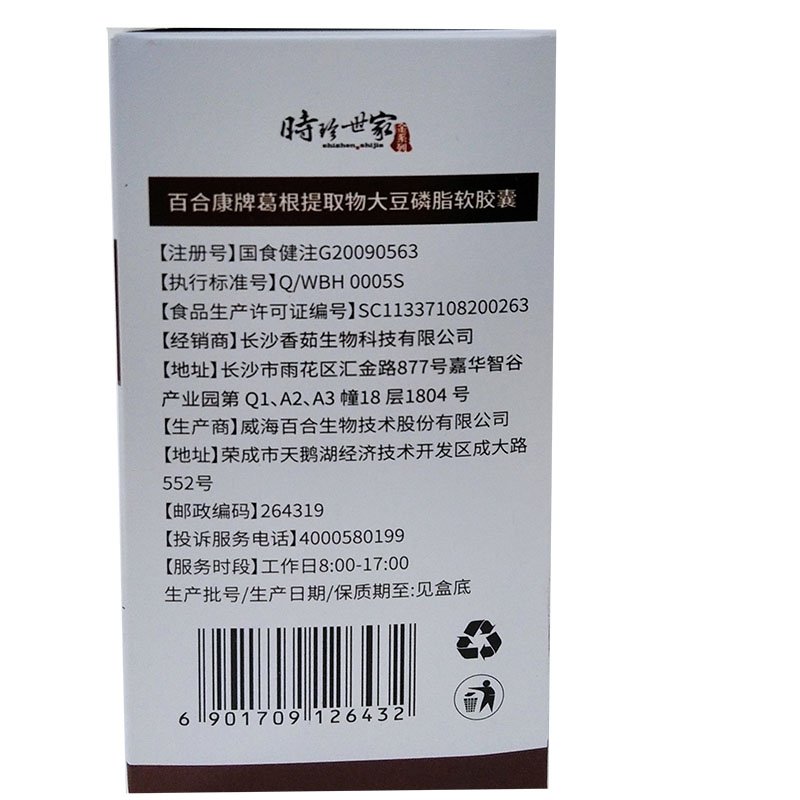 時珍世家
金系列
shizhen.shijia
百合康牌葛根提取物大豆磷脂软胶囊
【注册号】国食健注G20090563
【执行标准号】Q/WBH 0005S
【食品生产许可证编号】SC11337108200263
【经销商】长沙香茹生物科技有限公司
【地址】长沙市雨花区汇金路877号嘉华智谷
产业园第 Q1、A2、A3 幢18 层1804 号
【生产商】威海百合生物技术股份有限公司
【地址】荣成市天鹅湖经济技术开发区成大路
552号
【邮政编码】264319
【投诉服务电话】4000580199
【服务时段】工作日8:00-17:00
生产批号/生产日期/保质期至:见盒底
6 901709 126432